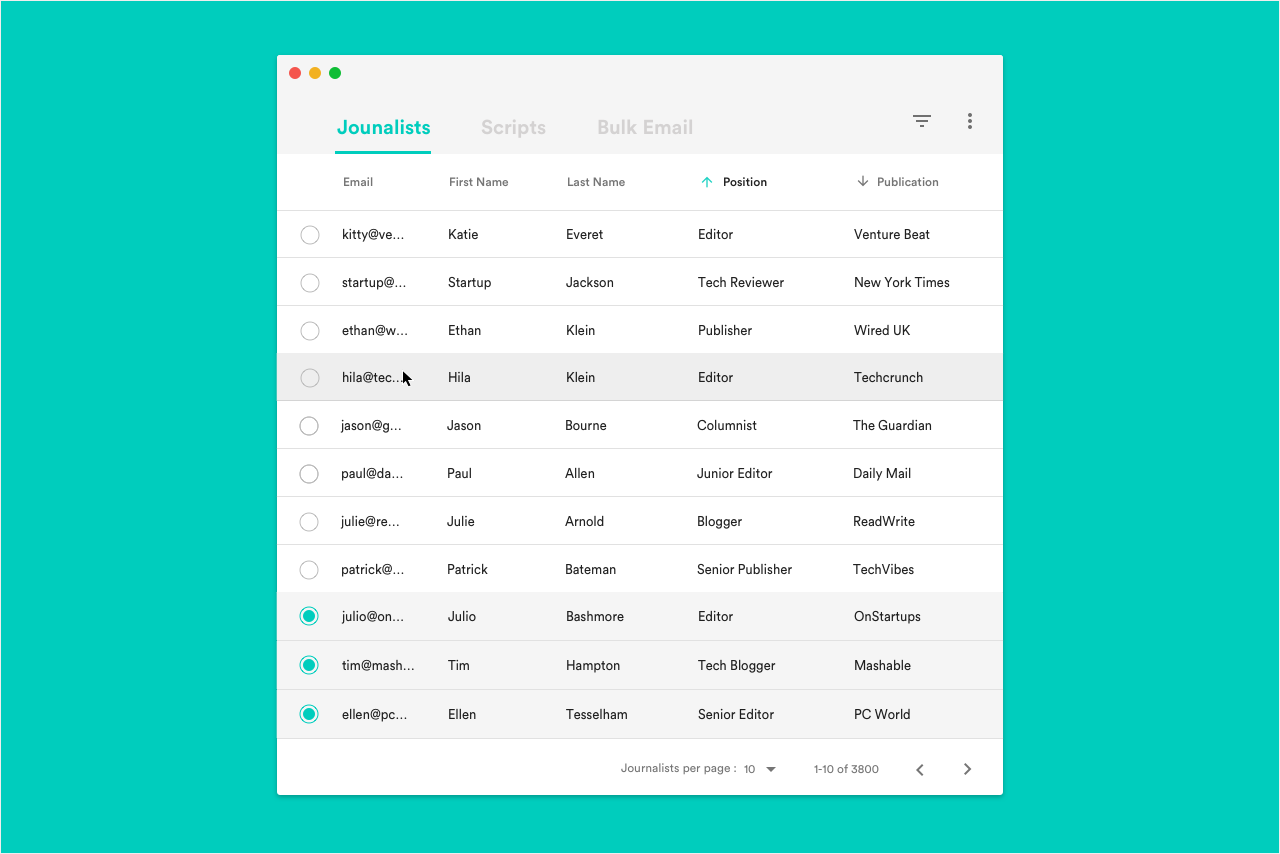 Jounalists Scripts Bulk Email
Email First Name Last Name Position Publication
kitty@ve... Katie Everet Editor Venture Beat
startup@... Startup Jackson Tech Reviewer New York Times
ethan@w... Ethan Klein Publisher Wired UK
hila@tec... Hila Klein Editor Techcrunch
jason@g... Jason Bourne Columnist The Guardian
paul@da... Paul Allen Junior Editor Daily Mail
julie@re... Julie Arnold Blogger ReadWrite
patrick@... Patrick Bateman Senior Publisher TechVibes
julio@on... Julio Bashmore Editor OnStartups
tim@mash... Tim Hampton Tech Blogger Mashable
ellen@pc... Ellen Tesselham Senior Editor PC World
Journalists per page : 10 1-10 of 3800